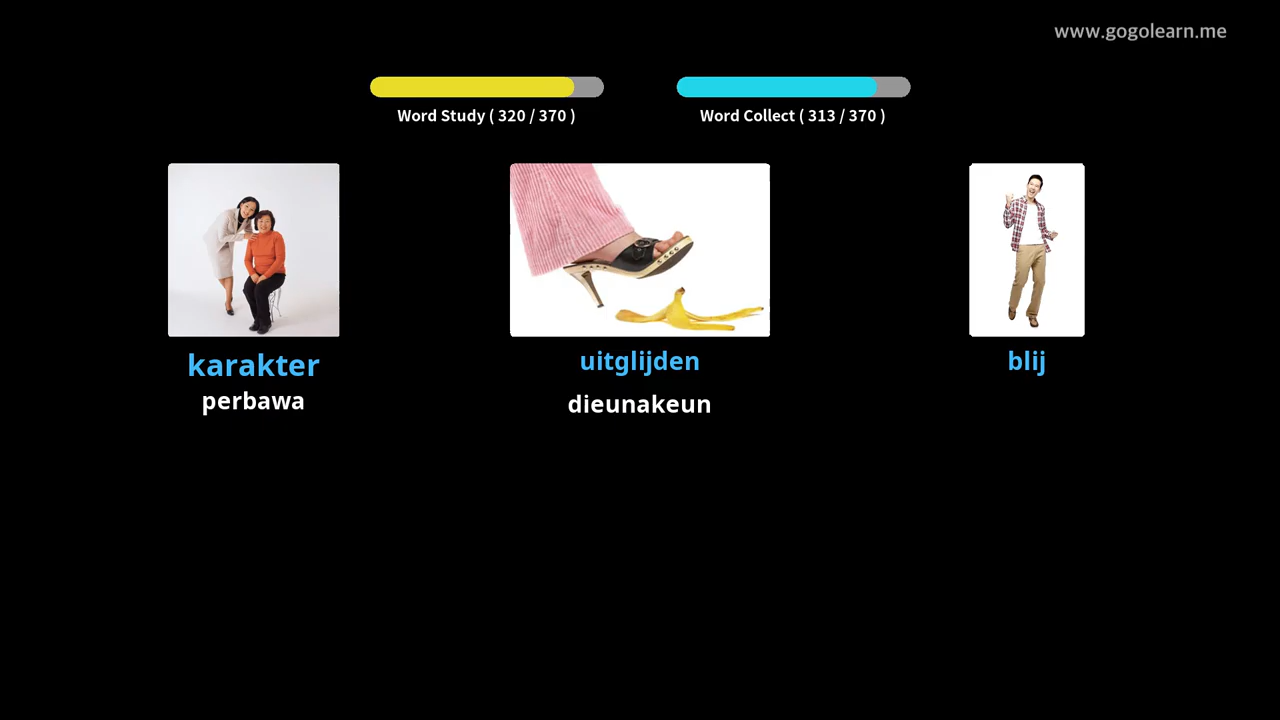 www.gogolearn.me
Word Study ( 320 / 370 )
Word Collect ( 313 / 370 )
karakter
uitglijden
blij
perbawa
dieunakeun